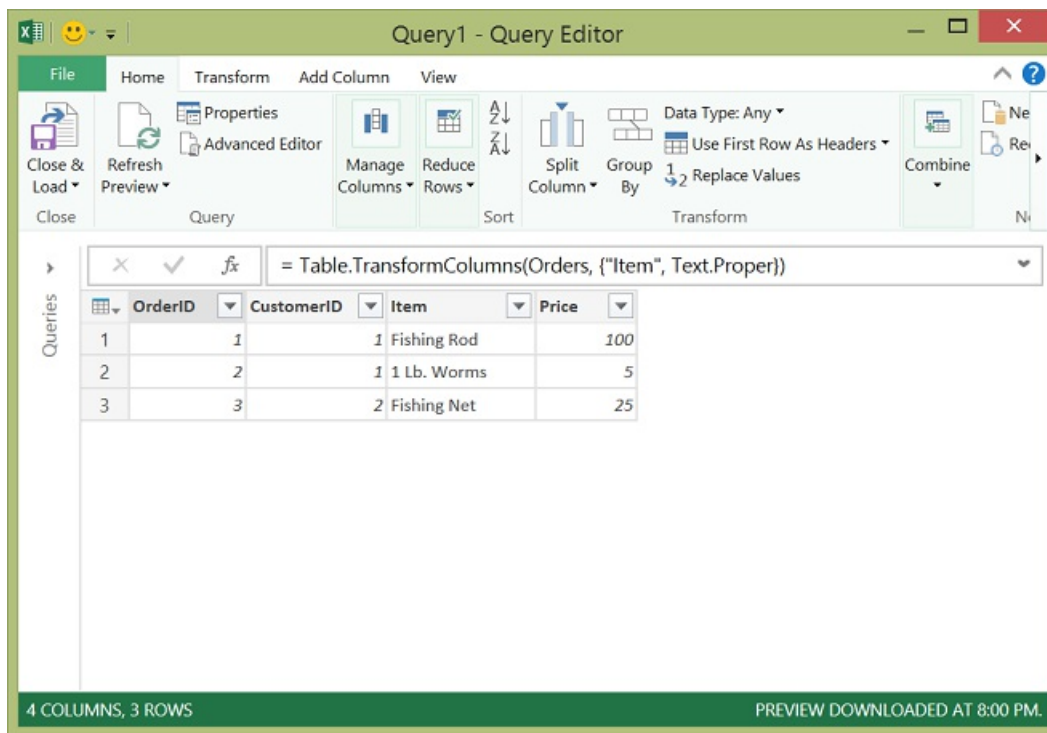 Query1 - Query Editor
File Home Transform Add Column View
Close & Load
Refresh Preview
Properties
Advanced Editor
Manage Columns
Reduce Rows
Split Column
Group By
Data Type: Any
Use First Row As Headers
Replace Values
Combine
Ne
Re
Close Query Sort Transform
Queries
fx = Table.TransformColumns(Orders, {"Item", Text.Proper})
OrderID CustomerID Item Price
1 1 1 Fishing Rod 100
2 2 1 1 Lb. Worms 5
3 3 2 Fishing Net 25
4 COLUMNS, 3 ROWS PREVIEW DOWNLOADED AT 8:00 PM.